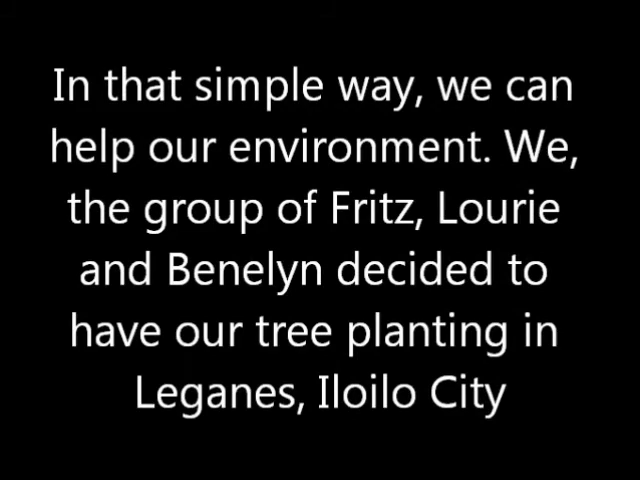 In that simple way, we can
help our environment. We,
the group of Fritz, Lourie
and Benelyn decided to
have our tree planting in
Leganes, Iloilo City